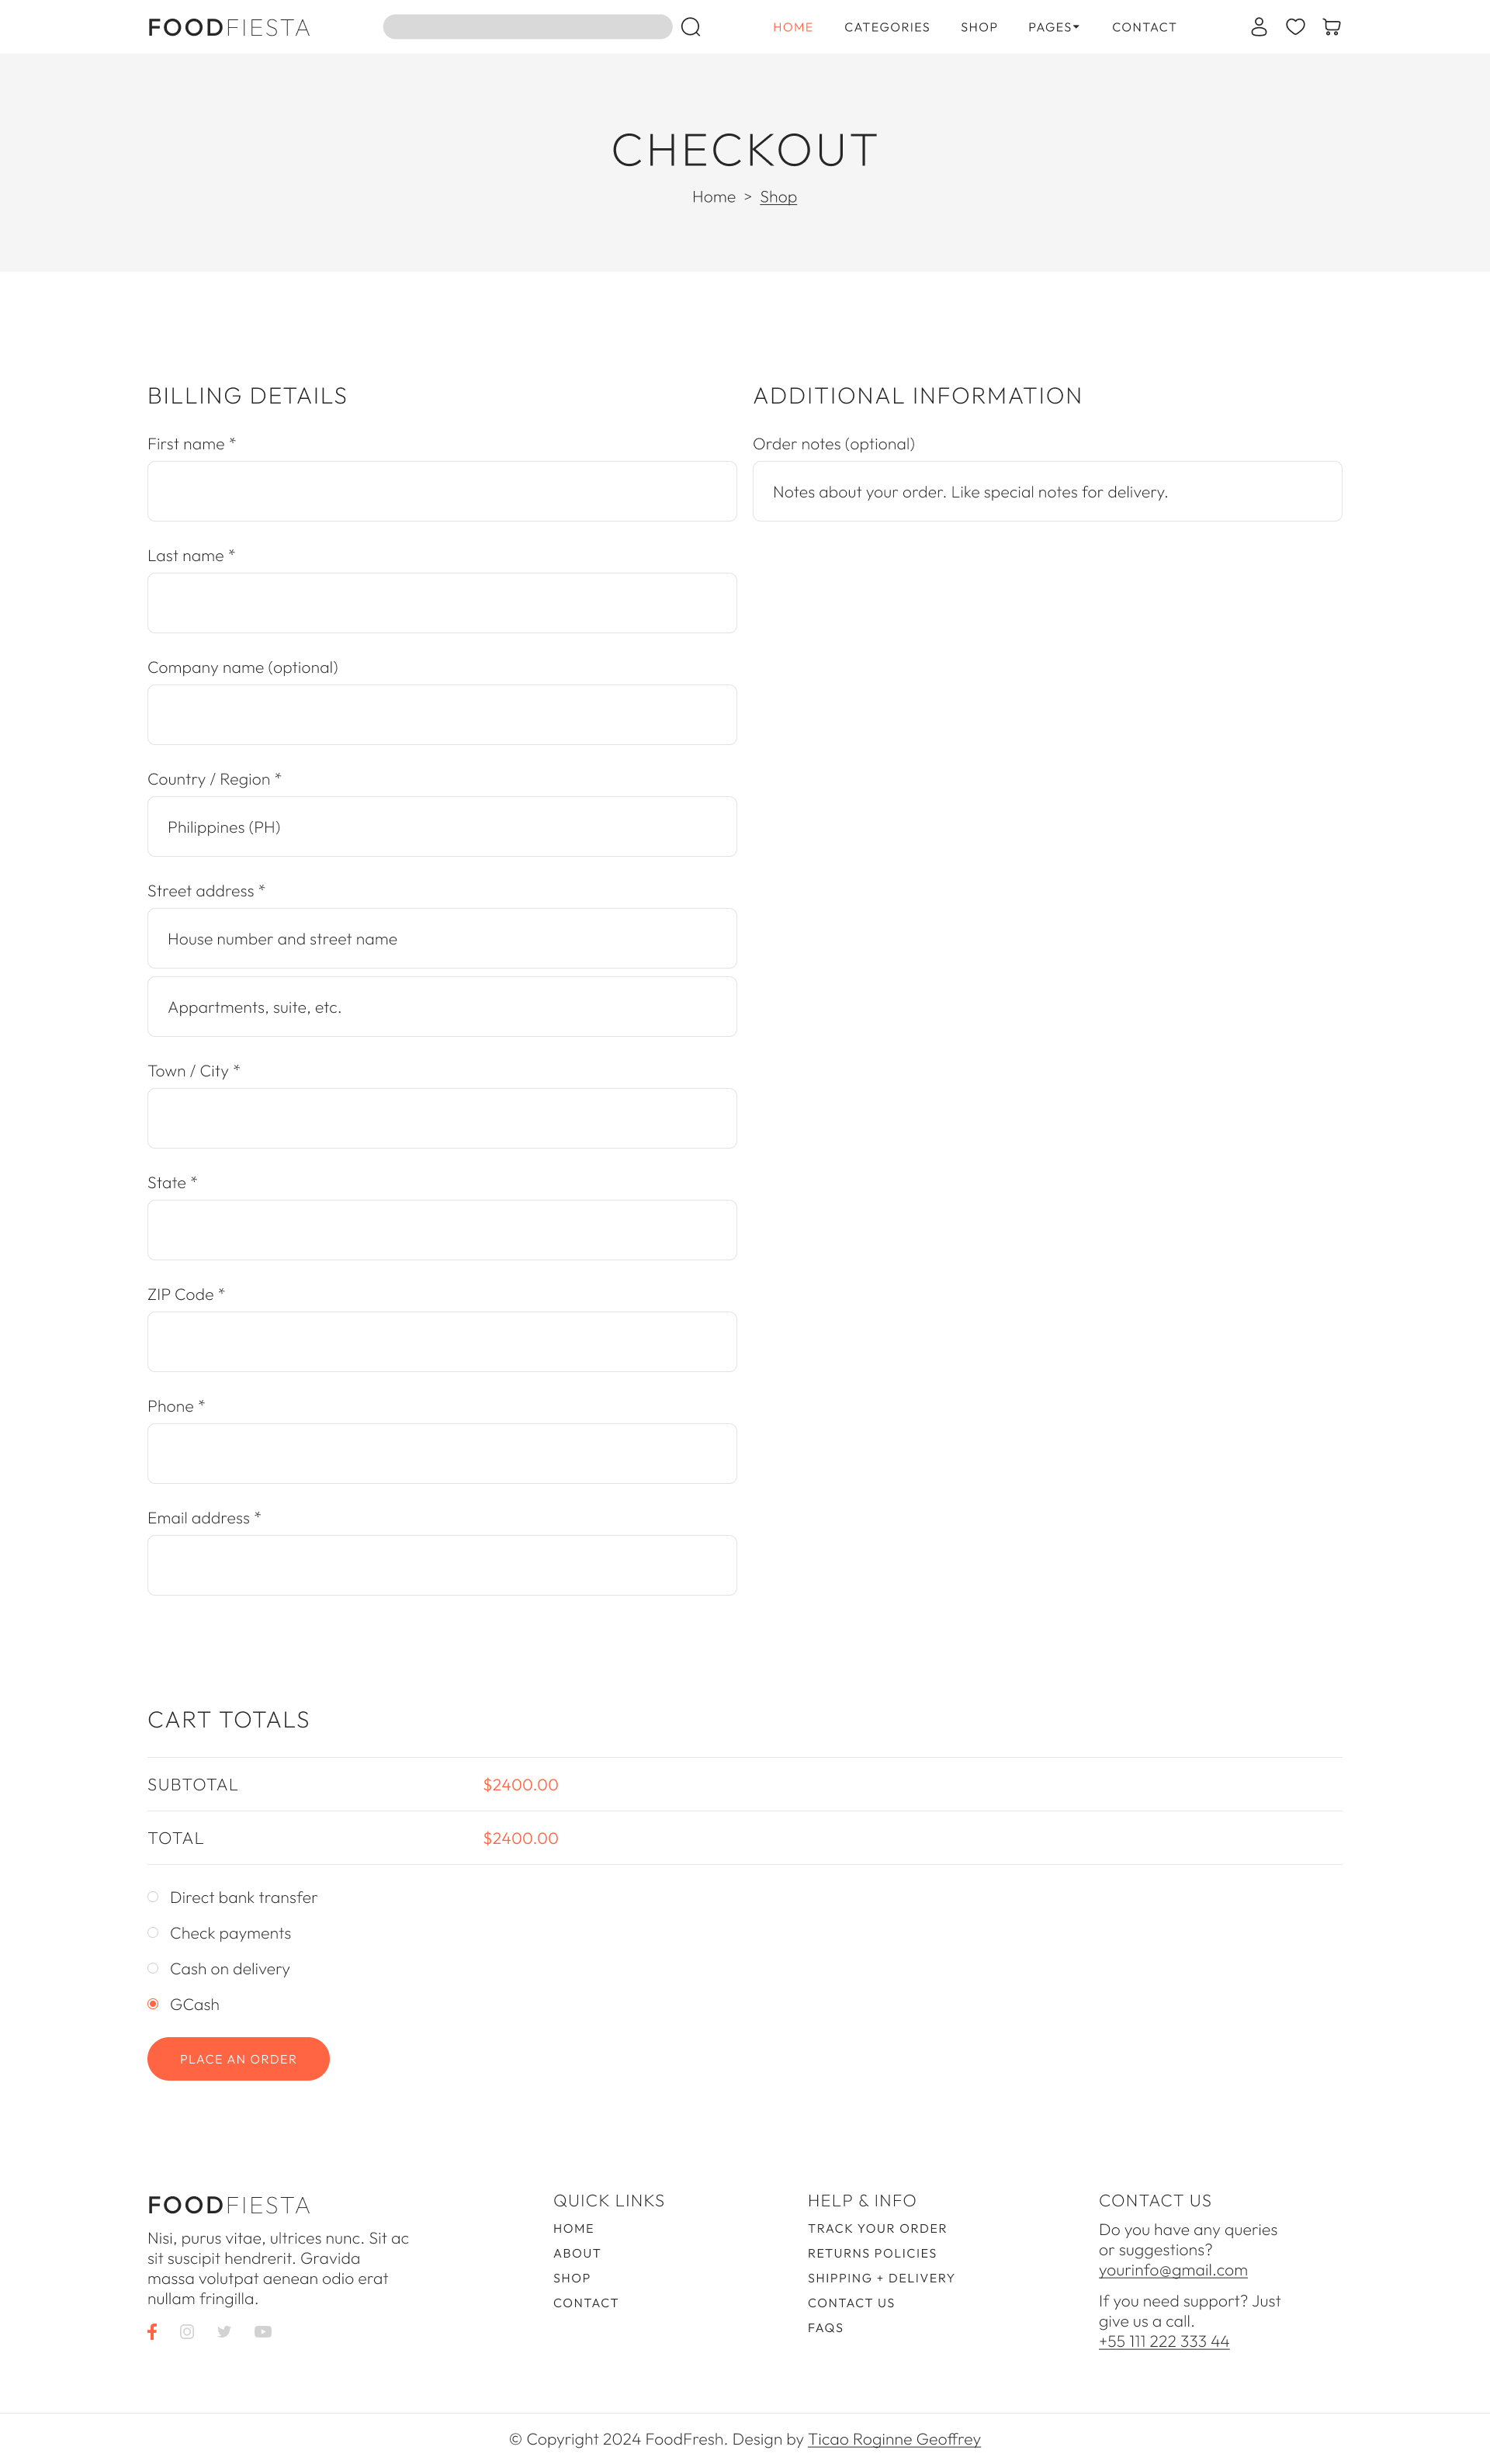 FOODFIESTA
HOME CATEGORIES SHOP PAGES CONTACT
CHECKOUT
Home > Shop
BILLING DETAILS
First name *
Last name *
Company name (optional)
Country / Region *
Philippines (PH)
Street address *
House number and street name
Appartments, suite, etc.
Town / City *
State *
ZIP Code *
Phone *
Email address *
ADDITIONAL INFORMATION
Order notes (optional)
Notes about your order. Like special notes for delivery.
CART TOTALS
SUBTOTAL $2400.00
TOTAL $2400.00
Direct bank transfer
Check payments
Cash on delivery
GCash
PLACE AN ORDER
FOODFIESTA
Nisi, purus vitae, ultrices nunc. Sit ac
sit suscipit hendrerit. Gravida
massa volutpat aenean odio erat
nullam fringilla.
QUICK LINKS
HOME
ABOUT
SHOP
CONTACT
HELP & INFO
TRACK YOUR ORDER
RETURNS POLICIES
SHIPPING + DELIVERY
CONTACT US
FAQS
CONTACT US
Do you have any queries
or suggestions?
yourinfo@gmail.com
If you need support? Just
give us a call.
+55 111 222 333 44
© Copyright 2024 FoodFresh. Design by Ticao Roginne Geoffrey